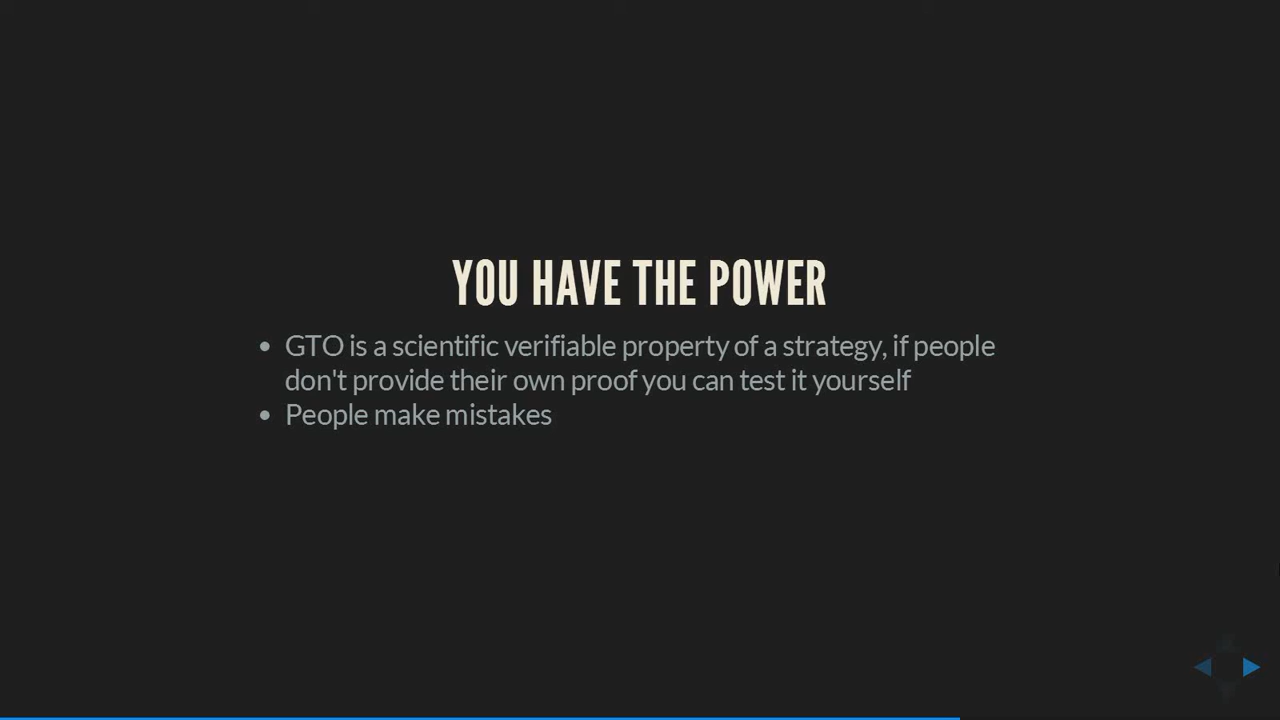 YOU HAVE THE POWER
• GTO is a scientific verifiable property of a strategy, if people
don't provide their own proof you can test it yourself
• People make mistakes